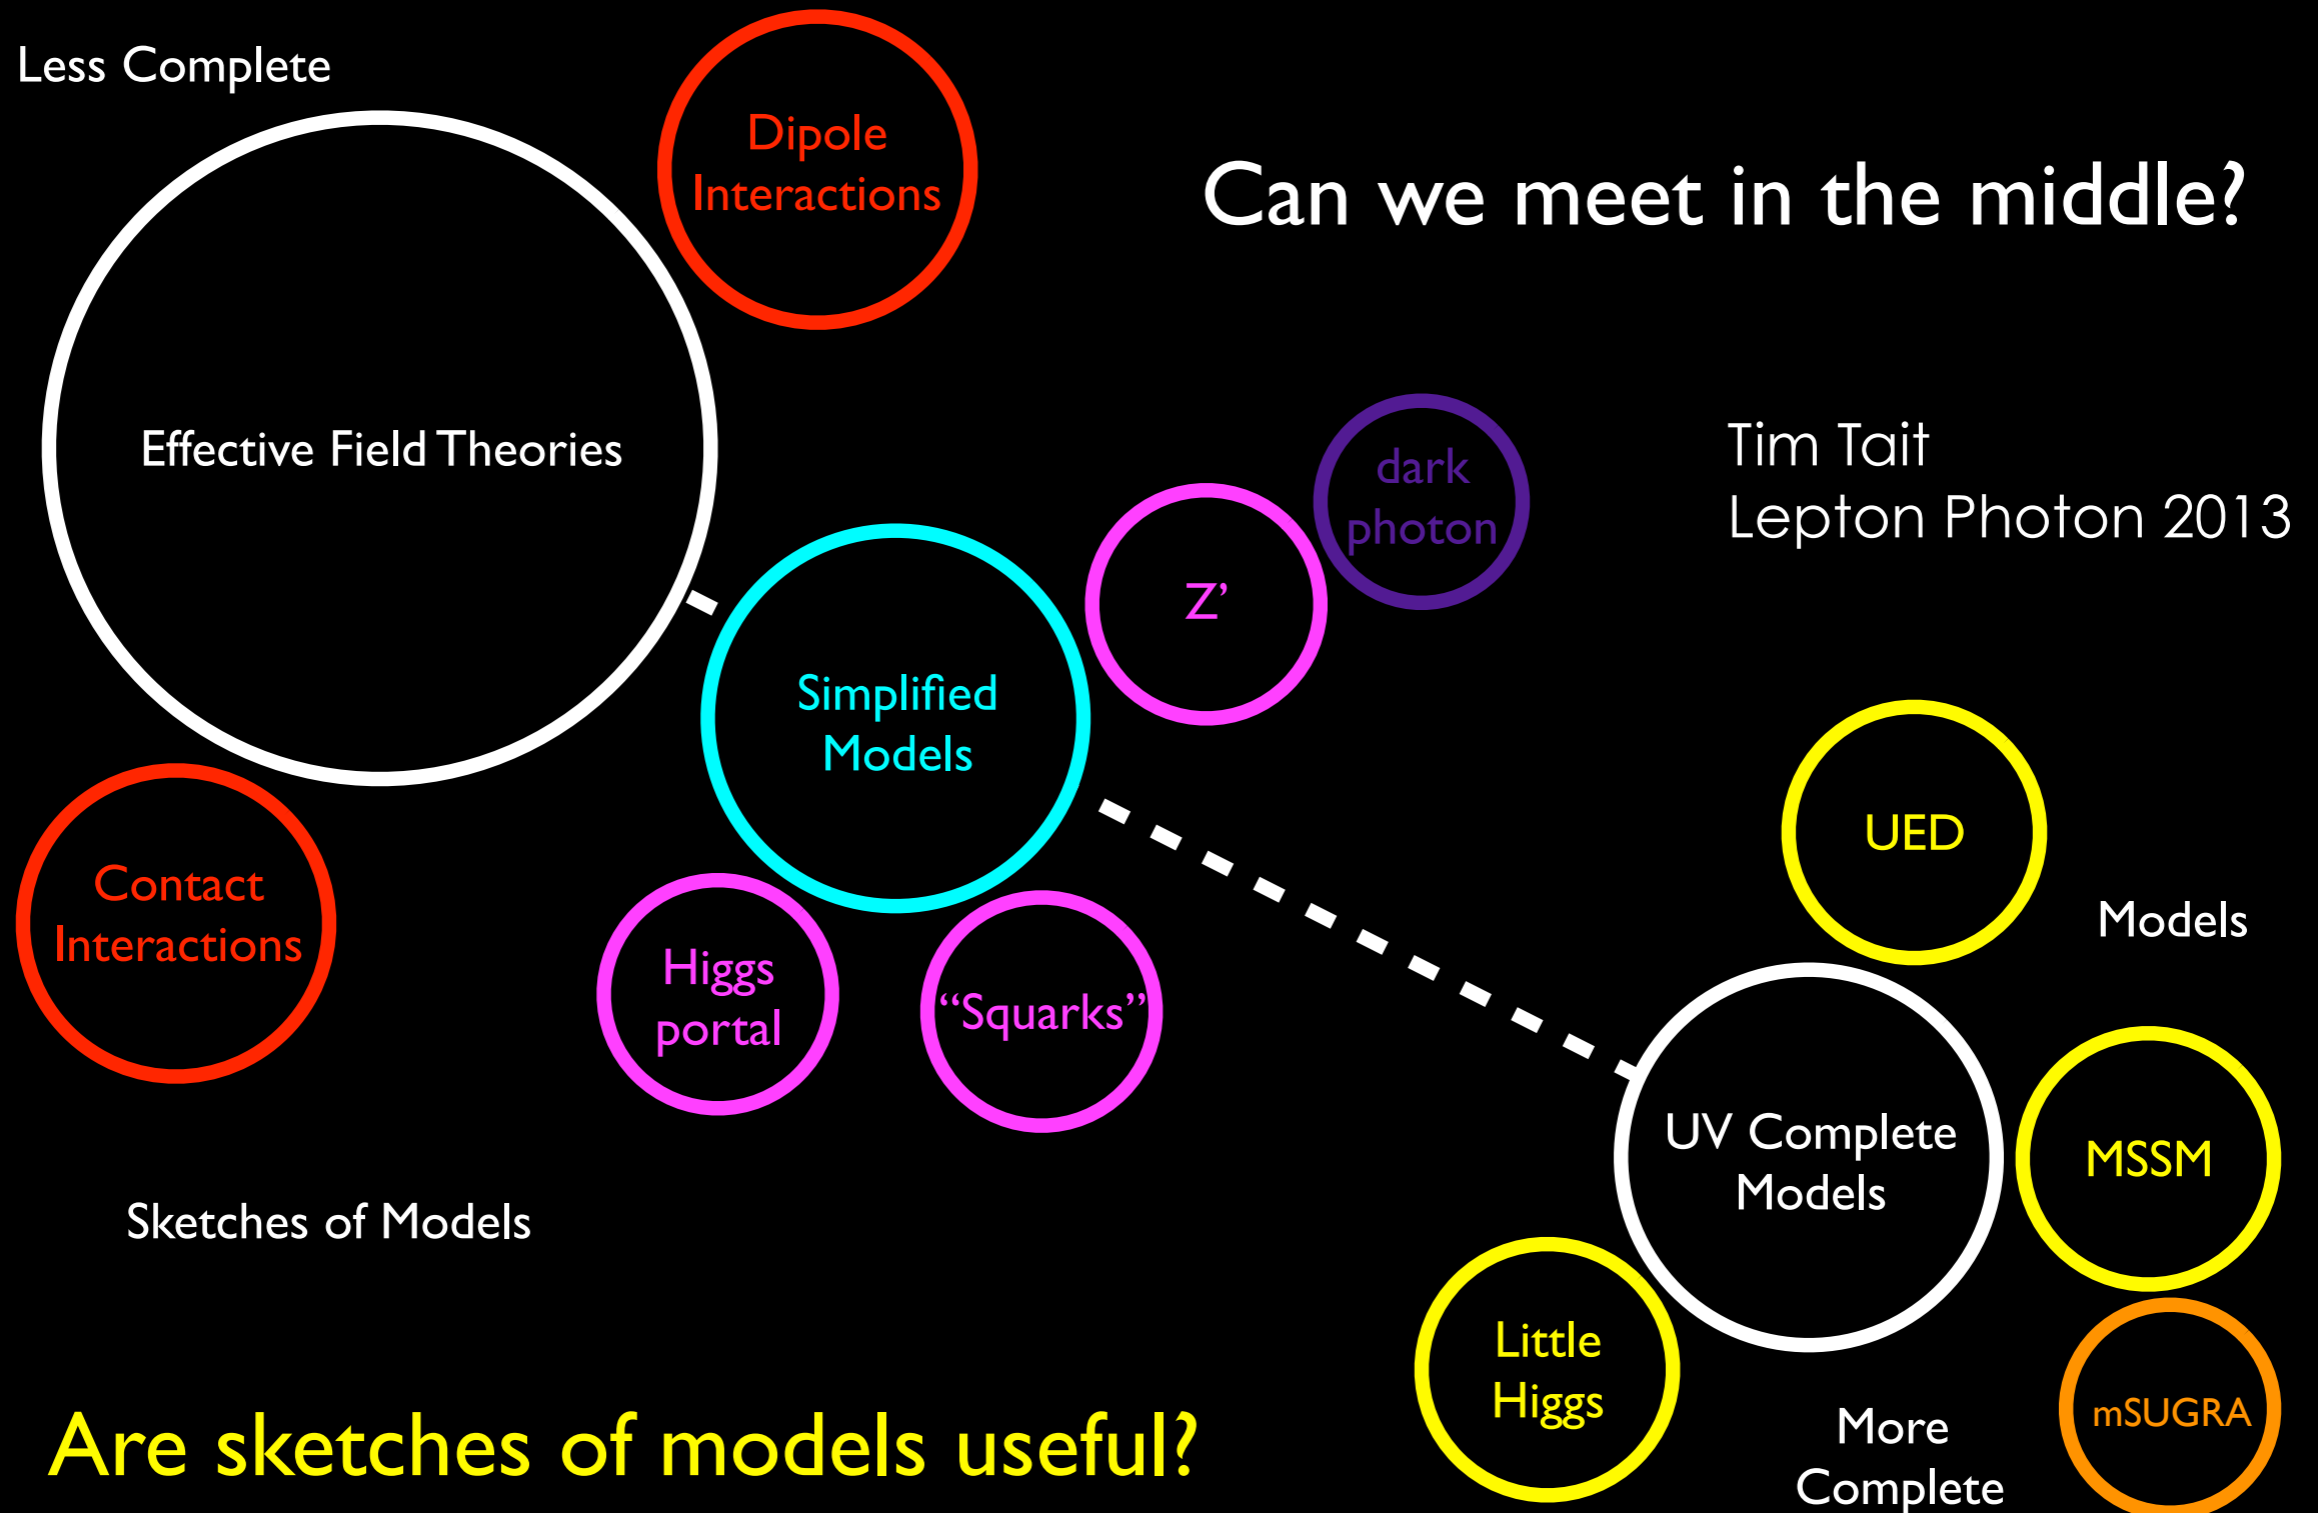 Less Complete
Dipole
Interactions
Can we meet in the middle?
Effective Field Theories
dark
photon
Tim Tait
Lepton Photon 2013
Z’
Simplified
Models
UED
Contact
Interactions
Models
Higgs
portal
“Squarks”
UV Complete
Models
MSSM
Sketches of Models
Little
Higgs
mSUGRA
More
Complete
Are sketches of models useful?